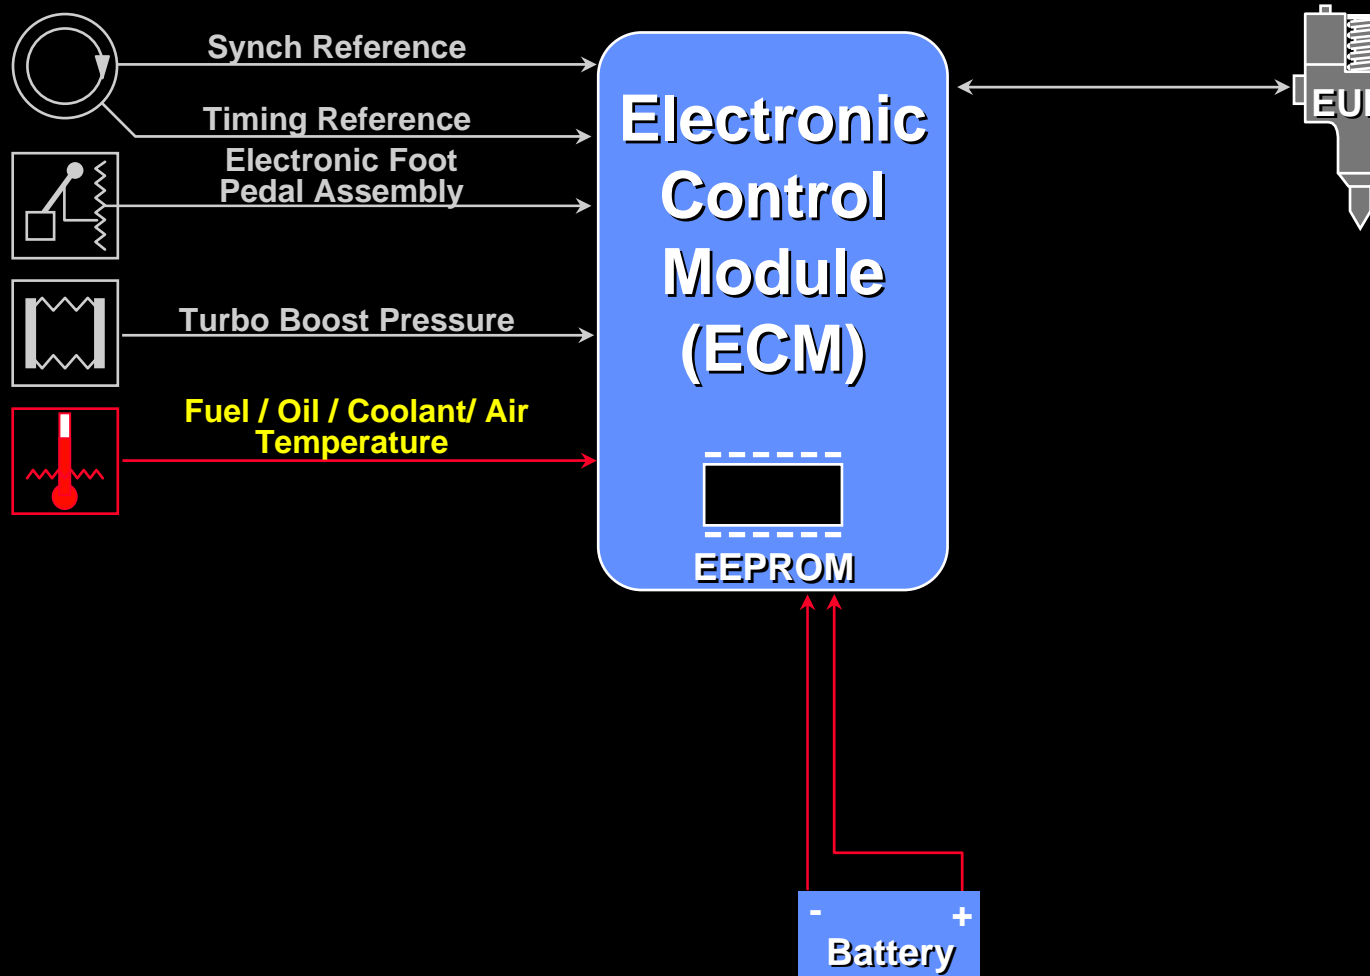 Synch Reference
Timing Reference
Electronic Foot
Pedal Assembly
Turbo Boost Pressure
Fuel / Oil / Coolant/ Air
Temperature
Electronic
Control
Module
(ECM)
EEPROM
- +
Battery